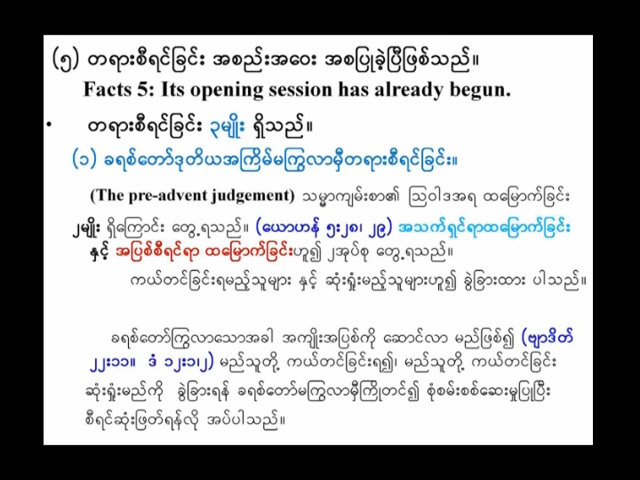 (၅) တရားစီရင်ခြင်း အစည်းအဝေး အစပြုခဲ့ပြီဖြစ်သည်။
Facts 5: Its opening session has already begun.
• တရားစီရင်ခြင်း ၃မျိုး ရှိသည်။
(၁) ခရစ်တော်ဒုတိယအကြိမ်မကြွလာမှီတရားစီရင်ခြင်း။
(The pre-advent judgement) သမ္မာကျမ်းစာ၏ ဩဝါဒအရ ထမြောက်ခြင်း
၂မျိုး ရှိကြောင်း တွေ့ရသည်။ (ယောဟန် ၅း၂၈၊ ၂၉) အသက်ရှင်ရာထမြောက်ခြင်း
နှင့် အပြစ်စီရင်ရာ ထမြောက်ခြင်းဟူ၍ ၂အုပ်စု တွေ့ရသည်။
ကယ်တင်ခြင်းရမည့်သူများ နှင့် ဆုံးရှုံးမည့်သူများဟူ၍ ခွဲခြားထား ပါသည်။
ခရစ်တော်ကြွလာသောအခါ အကျိုးအပြစ်ကို ဆောင်လာ မည်ဖြစ်၍ (ဗျာဒိတ်
၂၂း၁၁။ ဒံ ၁၂း၁၊၂) မည်သူတို့ ကယ်တင်ခြင်းရ၍၊ မည်သူတို့ ကယ်တင်ခြင်း
ဆုံးရှုံးမည်ကို ခွဲခြားရန် ခရစ်တော်မကြွလာမှီကြိုတင်၍ စုံစမ်းစစ်ဆေးမှုပြုပြီး
စီရင်ဆုံးဖြတ်ရန်လို အပ်ပါသည်။